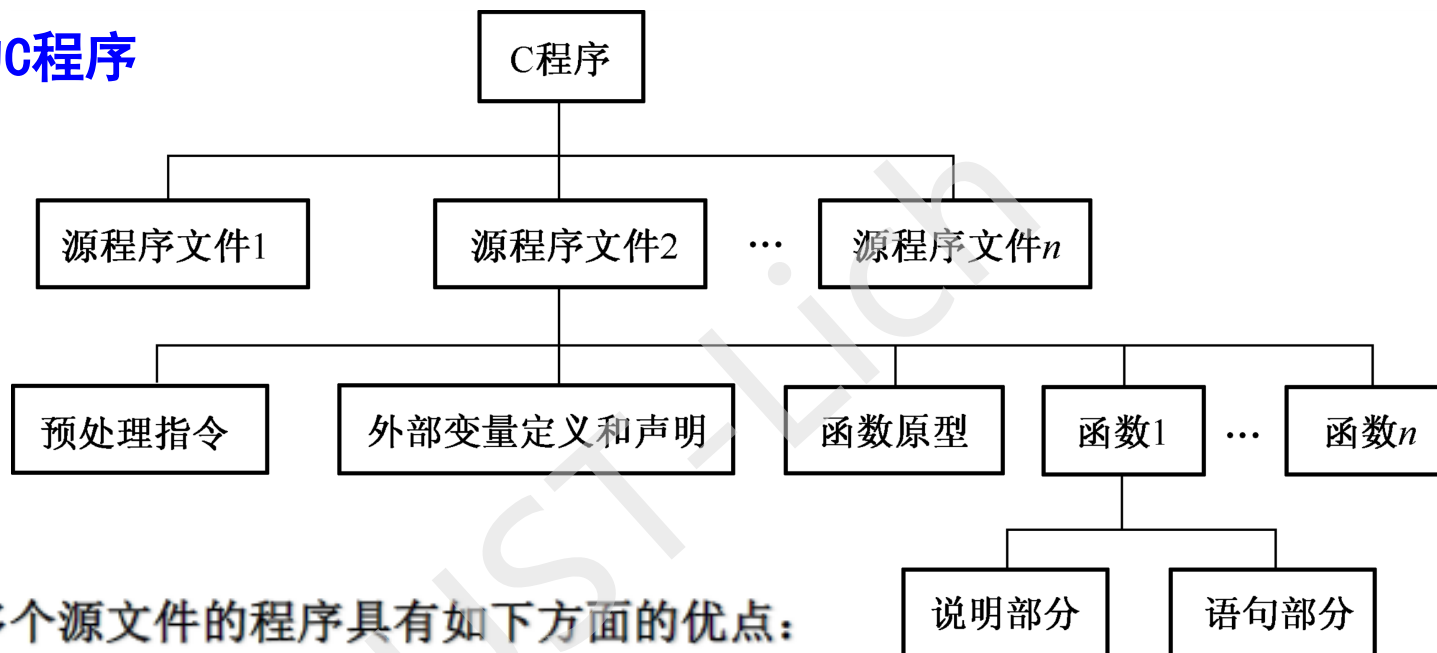 C程序
C程序
源程序文件1
源程序文件2
…
源程序文件n
预处理指令
外部变量定义和声明
函数原型
函数1
…
函数n
说明部分
语句部分
个源文件的程序具有如下方面的优点：
UST-Lich